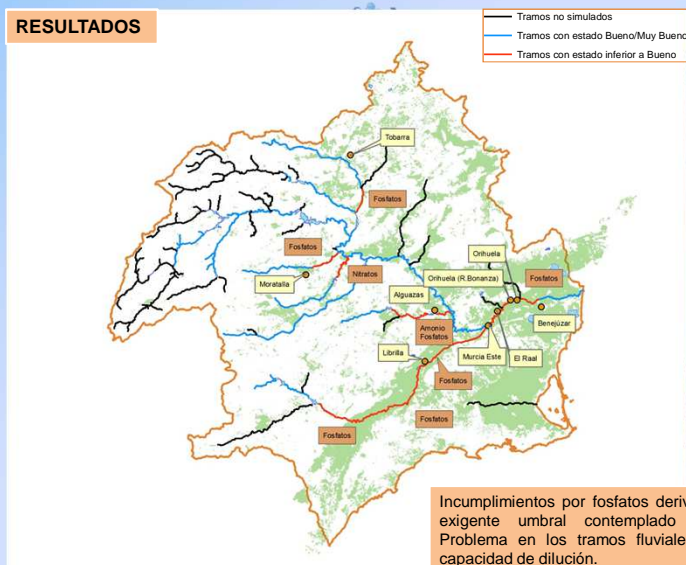 RESULTADOS
Tramos no simulados
Tramos con estado Bueno/Muy Bueno
Tramos con estado inferior a Bueno
Tobarra
Fosfatos
Fosfatos
Orihuela
Moratalla
Nitratos
Orihuela (R.Bonanza)
Fosfatos
Alguazas
Benejúzar
Amonio
Fosfatos
Librilla
Murcia Este
El Raal
Fosfatos
Fosfatos
Fosfatos
Incumplimientos por fosfatos deriv
exigente umbral contemplado
Problema en los tramos fluviale
capacidad de dilución.